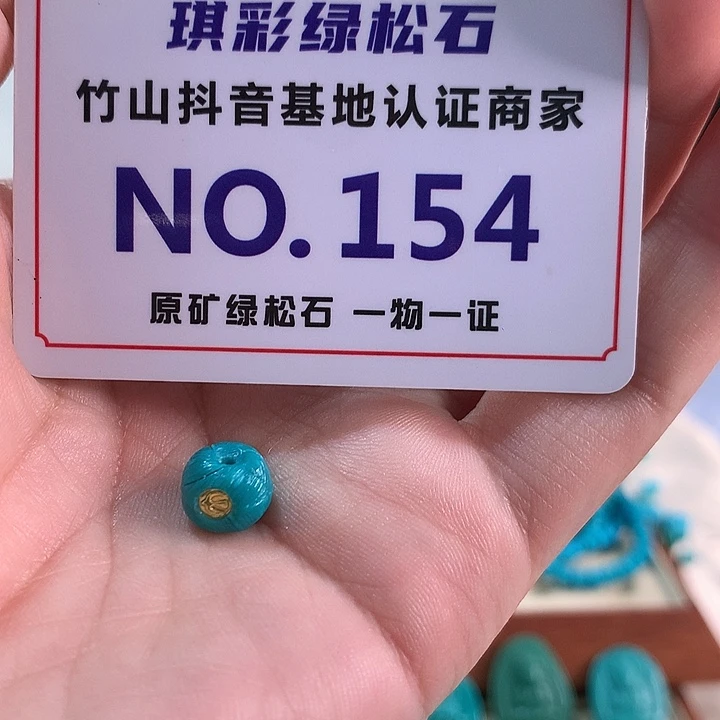 琪彩绿松石
竹山抖音基地认证商家
NO.154
原矿绿松石 一物一证